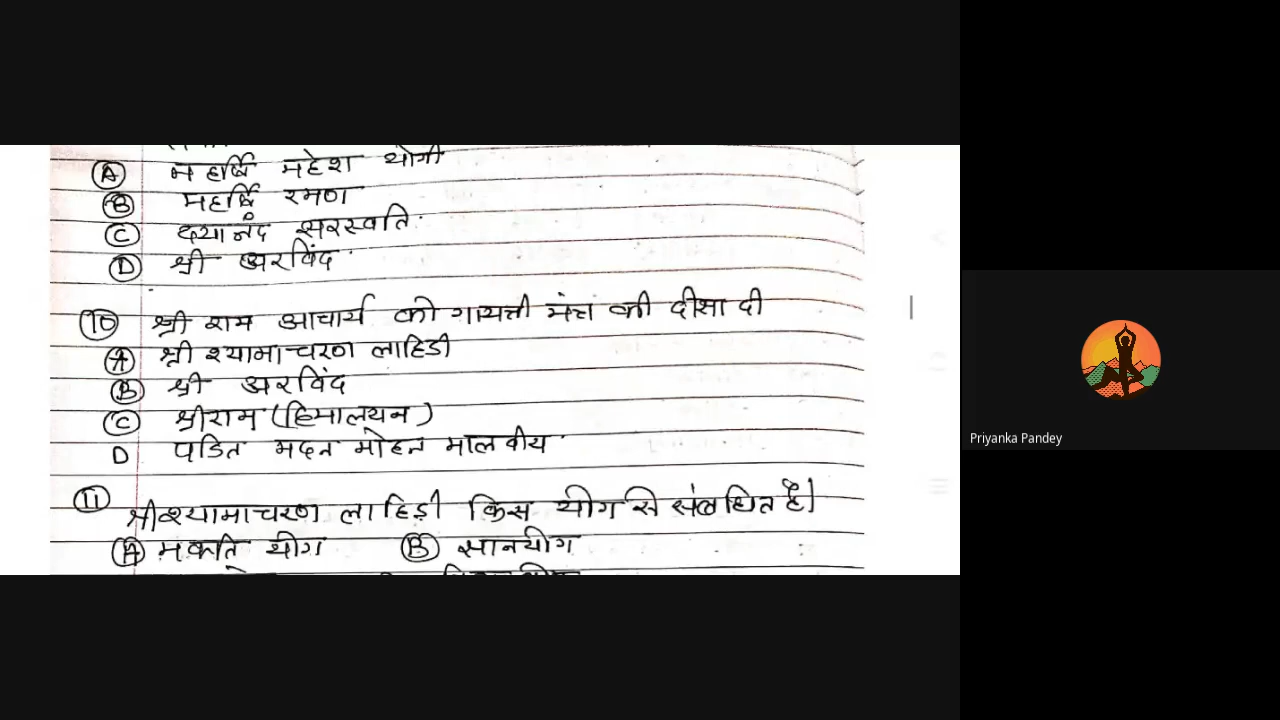 A महर्षि महेश योगी
B महर्षि रमण
C दयानंद सरस्वति
D श्री अरविंद
10 श्री राम आचार्य को गायत्री मंत्र की दीक्षा दी
A श्री श्यामाचरण लाहिडी
B श्री अरविंद
C श्रीराम (हिमालयन)
D पंडित मदन मोहन मालवीय
11 श्री श्यामाचरण लाहिड़ी किस योग से संबधित है।
A भक्ति योग B ज्ञानयोग
Priyanka Pandey